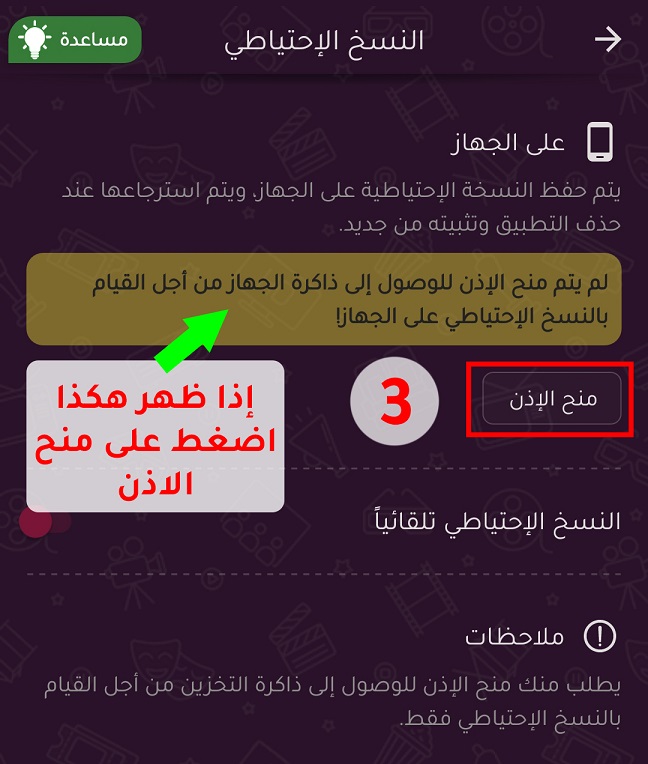 النسخ الإحتياطي
مساعدة
على الجهاز
يتم حفظ النسخة الإحتياطية على الجهاز، ويتم استرجاعها عند
حذف التطبيق وتثبيته من جديد.
لم يتم منح الإذن للوصول إلى ذاكرة الجهاز من أجل القيام
بالنسخ الإحتياطي على الجهاز!
منح الإذن
3
إذا ظهر هكذا
اضغط على منح
الاذن
النسخ الإحتياطي تلقائياً
ملاحظات
يطلب منك منح الإذن للوصول إلى ذاكرة التخزين من أجل القيام
بالنسخ الإحتياطي فقط.